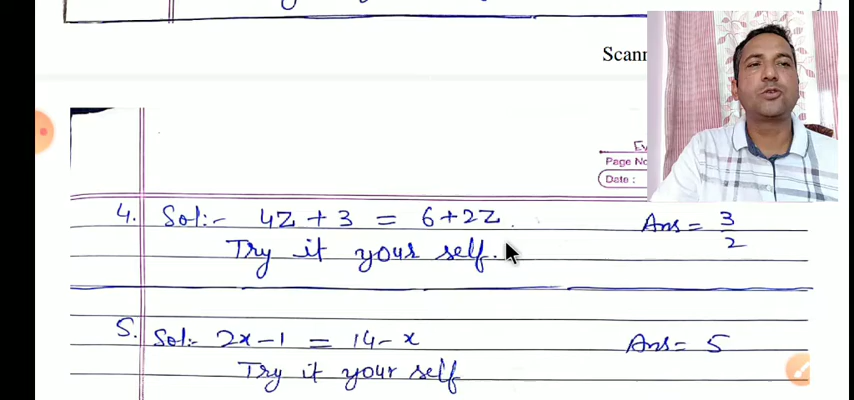 Scann
Page No
Date :
4. Sol:- 4Z + 3 = 6+2Z. Ans = 3/2
Try it your self.
5. Sol:- 2x-1 = 14-x Ans = 5
Try it your self